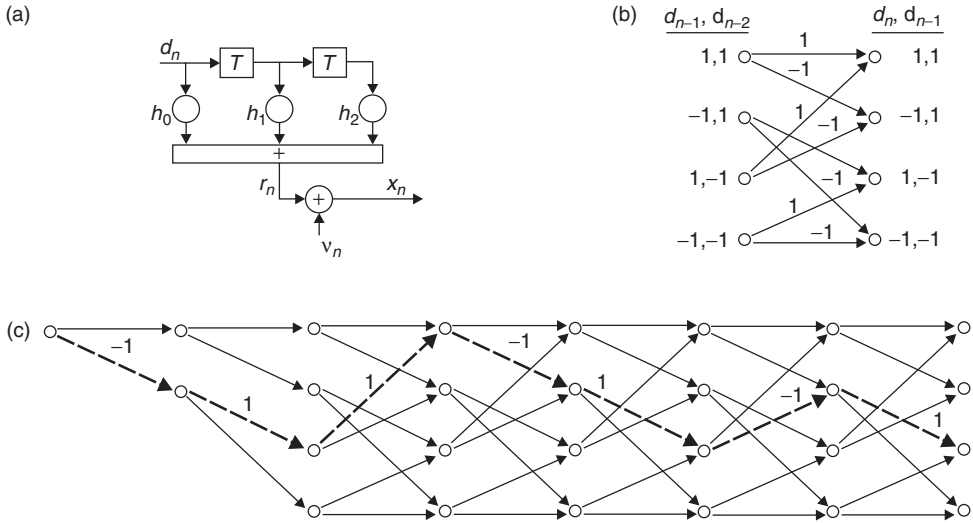 (a)
d_n T T
h_0 h_1 h_2
+
r_n + x_n
ν_n
(b)
d_{n–1}, d_{n–2} d_n, d_{n–1}
1,1 1 1,1
–1
–1,1 1 –1,1
–1
1,–1 –1 1,–1
1
–1,–1 –1 –1,–1
(c)
–1 1 1 –1 1 –1 1